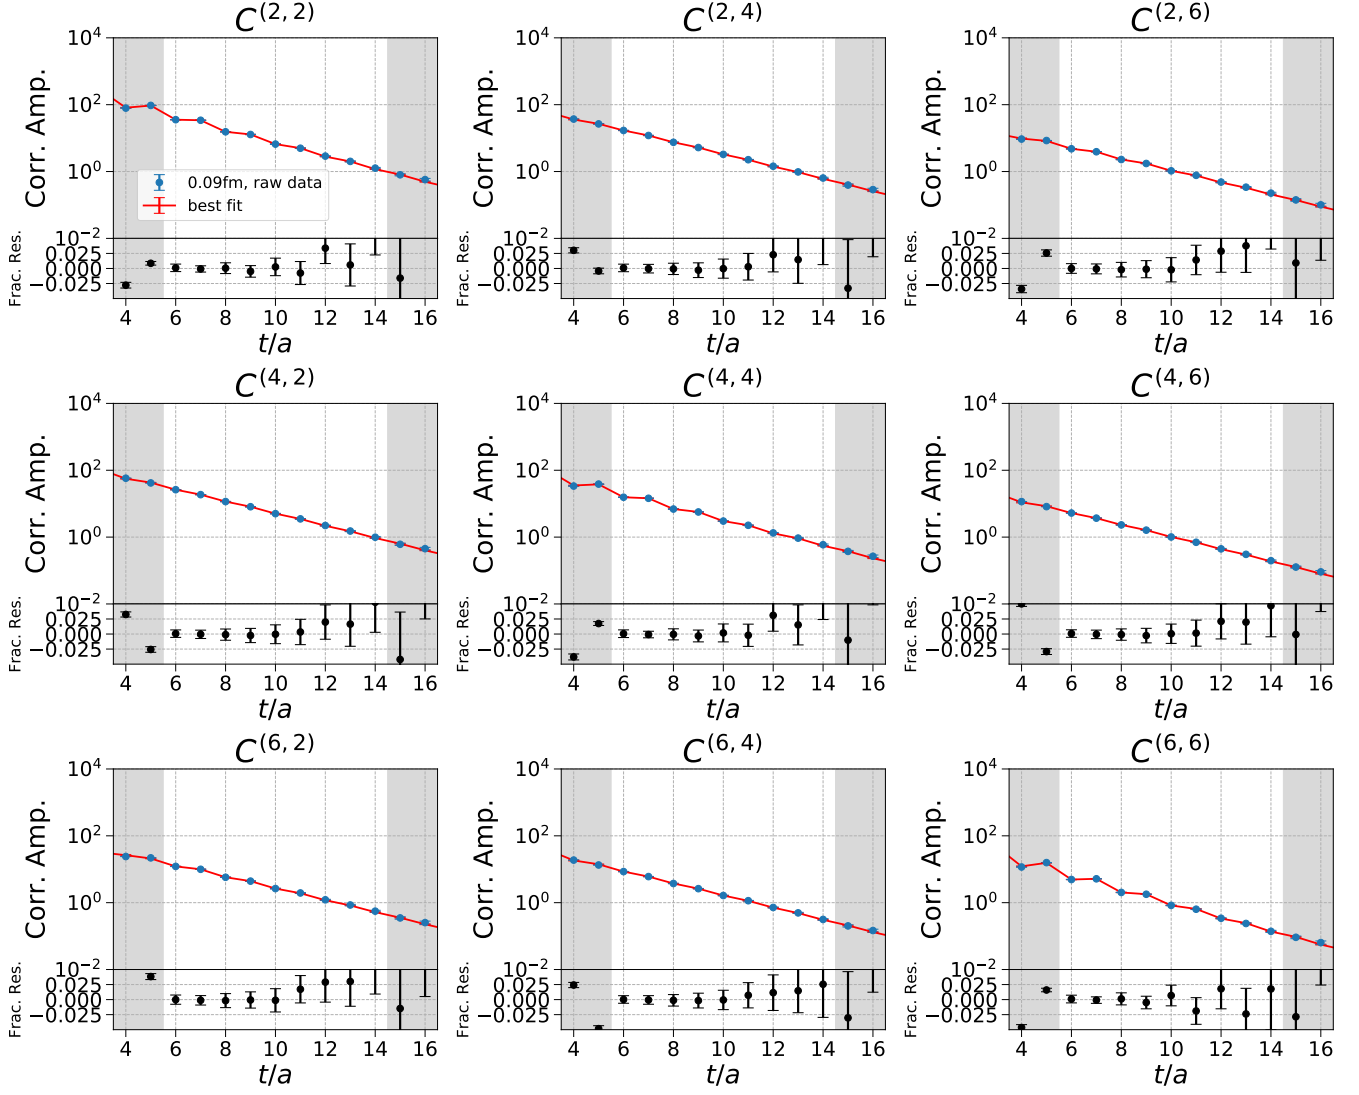 C^(2, 2)
10^4
10^2
10^0
10^−2
Corr. Amp.
0.09fm, raw data
best fit
0.025
0.000
−0.025
Frac. Res.
4 6 8 10 12 14 16
t/a
C^(2, 4)
10^4
10^2
10^0
10^−2
Corr. Amp.
0.025
0.000
−0.025
Frac. Res.
4 6 8 10 12 14 16
t/a
C^(2, 6)
10^4
10^2
10^0
10^−2
Corr. Amp.
0.025
0.000
−0.025
Frac. Res.
4 6 8 10 12 14 16
t/a
C^(4, 2)
10^4
10^2
10^0
10^−2
Corr. Amp.
0.025
0.000
−0.025
Frac. Res.
4 6 8 10 12 14 16
t/a
C^(4, 4)
10^4
10^2
10^0
10^−2
Corr. Amp.
0.025
0.000
−0.025
Frac. Res.
4 6 8 10 12 14 16
t/a
C^(4, 6)
10^4
10^2
10^0
10^−2
Corr. Amp.
0.025
0.000
−0.025
Frac. Res.
4 6 8 10 12 14 16
t/a
C^(6, 2)
10^4
10^2
10^0
10^−2
Corr. Amp.
0.025
0.000
−0.025
Frac. Res.
4 6 8 10 12 14 16
t/a
C^(6, 4)
10^4
10^2
10^0
10^−2
Corr. Amp.
0.025
0.000
−0.025
Frac. Res.
4 6 8 10 12 14 16
t/a
C^(6, 6)
10^4
10^2
10^0
10^−2
Corr. Amp.
0.025
0.000
−0.025
Frac. Res.
4 6 8 10 12 14 16
t/a